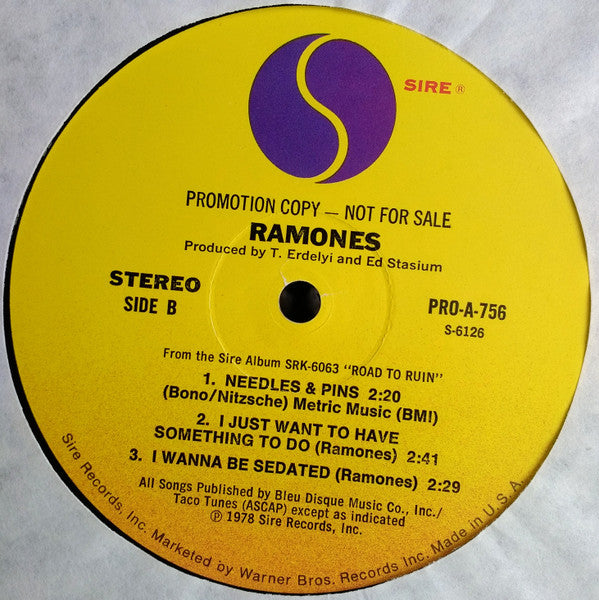 SIRE ®
PROMOTION COPY — NOT FOR SALE
RAMONES
Produced by T. Erdelyi and Ed Stasium
STEREO
SIDE B
PRO-A-756
S-6126
From the Sire Album SRK-6063 "ROAD TO RUIN"
1. NEEDLES & PINS 2:20
(Bono/Nitzsche) Metric Music (BMI)
2. I JUST WANT TO HAVE
SOMETHING TO DO (Ramones) 2:41
3. I WANNA BE SEDATED (Ramones) 2:29
All Songs Published by Bleu Disque Music Co., Inc./
Taco Tunes (ASCAP) except as indicated
℗ 1978 Sire Records, Inc.
Sire Records, Inc. Marketed by Warner Bros. Records Inc. Made in U.S.A.